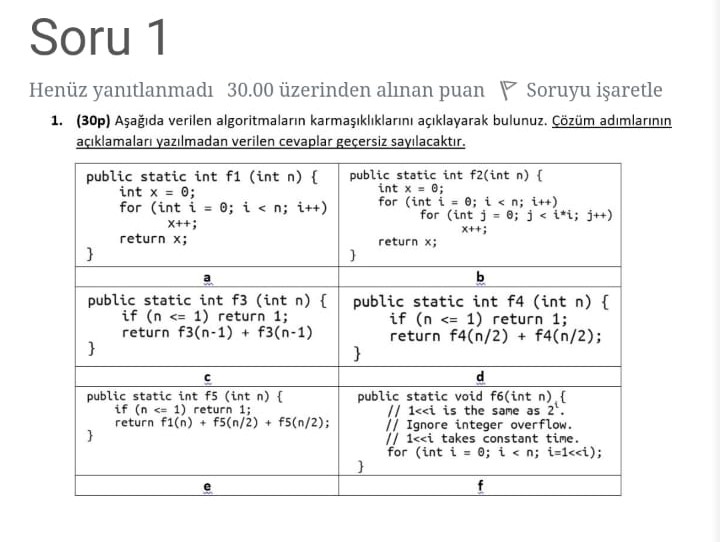 Soru 1
Henüz yanıtlanmadı 30.00 üzerinden alınan puan Soruyu işaretle
1. (30p) Aşağıda verilen algoritmaların karmaşıklıklarını açıklayarak bulunuz. Çözüm adımlarının
açıklamaları yazılmadan verilen cevaplar geçersiz sayılacaktır.
public static int f1 (int n) {
int x = 0;
for (int i = 0; i < n; i++)
x++;
return x;
}
a
public static int f2(int n) {
int x = 0;
for (int i = 0; i < n; i++)
for (int j = 0; j < i*i; j++)
x++;
return x;
}
b
public static int f3 (int n) {
if (n <= 1) return 1;
return f3(n-1) + f3(n-1)
}
c
public static int f4 (int n) {
if (n <= 1) return 1;
return f4(n/2) + f4(n/2);
}
d
public static int f5 (int n) {
if (n <= 1) return 1;
return f1(n) + f5(n/2) + f5(n/2);
}
e
public static void f6(int n) {
// 1<<i is the same as 2ⁱ.
// Ignore integer overflow.
// 1<<i takes constant time.
for (int i = 0; i < n; i=1<<i);
}
f